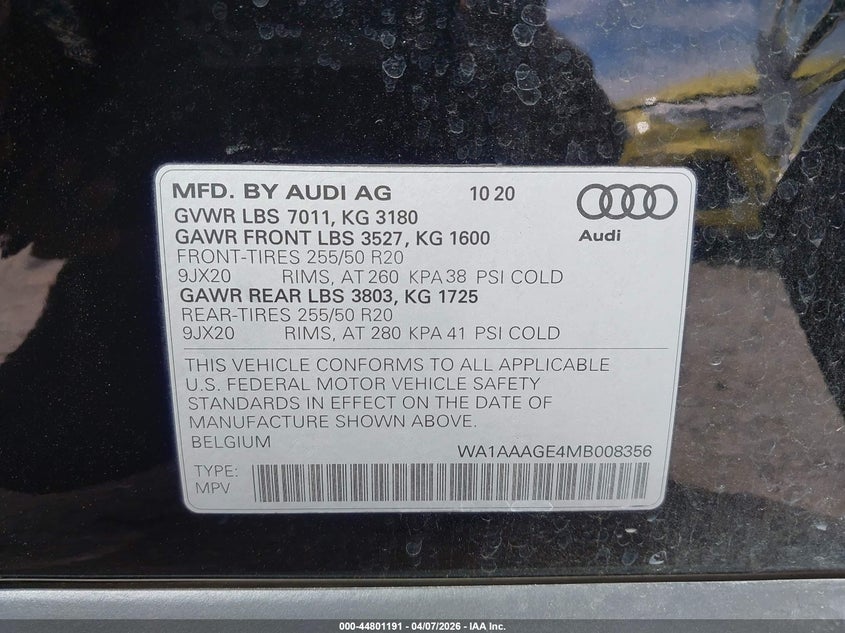 MFD. BY AUDI AG 10 20
GVWR LBS 7011, KG 3180
GAWR FRONT LBS 3527, KG 1600
Audi
FRONT-TIRES 255/50 R20
9JX20 RIMS, AT 260 KPA 38 PSI COLD
GAWR REAR LBS 3803, KG 1725
REAR-TIRES 255/50 R20
9JX20 RIMS, AT 280 KPA 41 PSI COLD
THIS VEHICLE CONFORMS TO ALL APPLICABLE
U.S. FEDERAL MOTOR VEHICLE SAFETY
STANDARDS IN EFFECT ON THE DATE OF
MANUFACTURE SHOWN ABOVE.
BELGIUM WA1AAAGE4MB008356
TYPE:
MPV
000-44801191 - 04/07/2026 - IAA Inc.